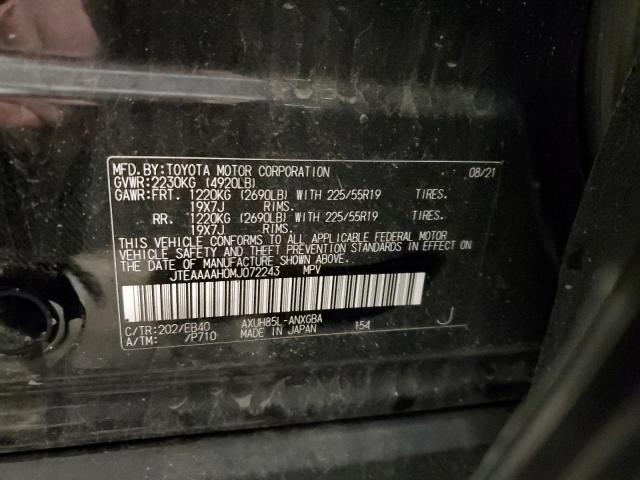 MFD.BY:TOYOTA MOTOR CORPORATION 08/21
GVWR:2230KG (4920LB)
GAWR:FRT. 1220KG (2690LB) WITH 225/55R19 TIRES.
19X7J RIMS.
RR. 1220KG (2690LB) WITH 225/55R19 TIRES.
19X7J RIMS.
THIS VEHICLE CONFORMS TO ALL APPLICABLE FEDERAL MOTOR
VEHICLE SAFETY AND THEFT PREVENTION STANDARDS IN EFFECT ON
THE DATE OF MANUFACTURE SHOWN ABOVE.
JTEAAAAH0MJ072243 MPV
C/TR:202/EB40 AXUH85L-ANXGBA 154 J
A/TM: /P710 MADE IN JAPAN